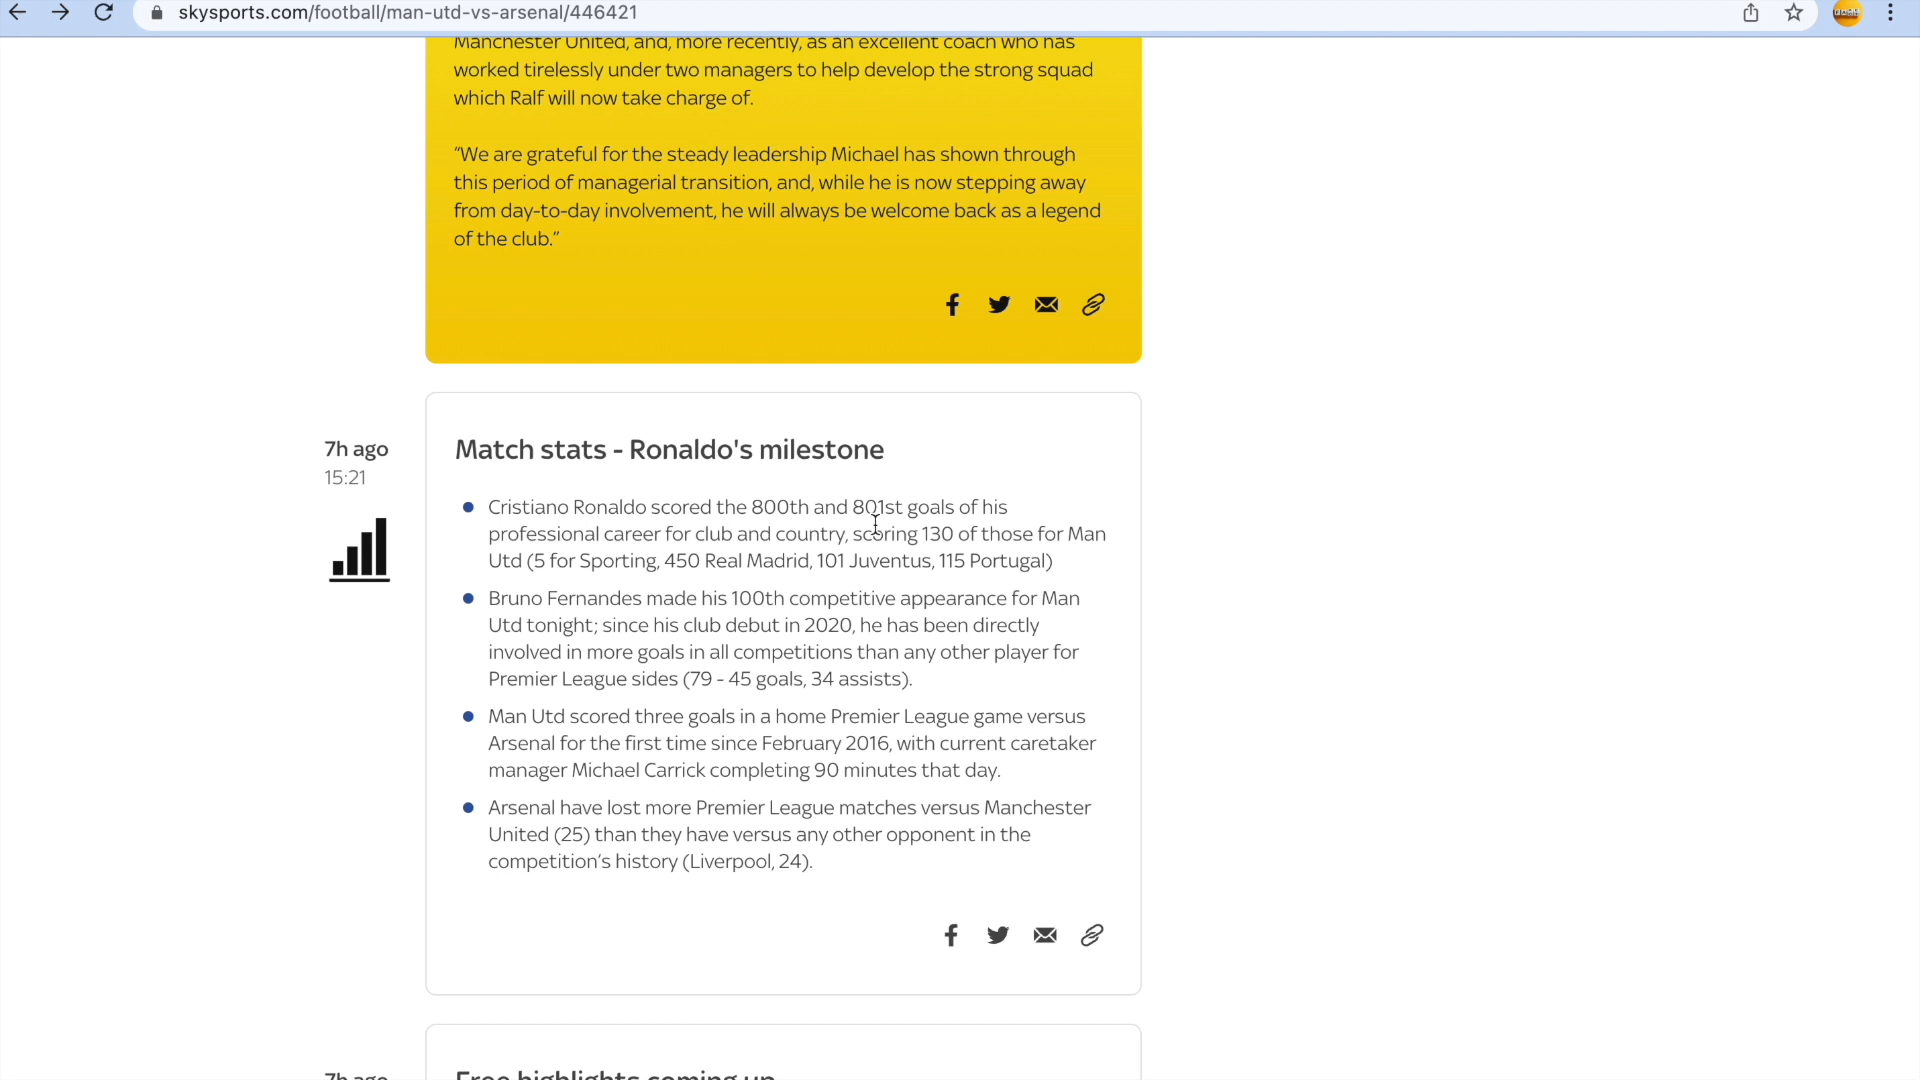 skysports.com/football/man-utd-vs-arsenal/446421
Manchester United, and, more recently, as an excellent coach who has
worked tirelessly under two managers to help develop the strong squad
which Ralf will now take charge of.
“We are grateful for the steady leadership Michael has shown through
this period of managerial transition, and, while he is now stepping away
from day-to-day involvement, he will always be welcome back as a legend
of the club.”
7h ago
15:21
Match stats - Ronaldo's milestone
Cristiano Ronaldo scored the 800th and 801st goals of his
professional career for club and country, scoring 130 of those for Man
Utd (5 for Sporting, 450 Real Madrid, 101 Juventus, 115 Portugal)
Bruno Fernandes made his 100th competitive appearance for Man
Utd tonight; since his club debut in 2020, he has been directly
involved in more goals in all competitions than any other player for
Premier League sides (79 - 45 goals, 34 assists).
Man Utd scored three goals in a home Premier League game versus
Arsenal for the first time since February 2016, with current caretaker
manager Michael Carrick completing 90 minutes that day.
Arsenal have lost more Premier League matches versus Manchester
United (25) than they have versus any other opponent in the
competition’s history (Liverpool, 24).
7h ago
Free highlights coming up